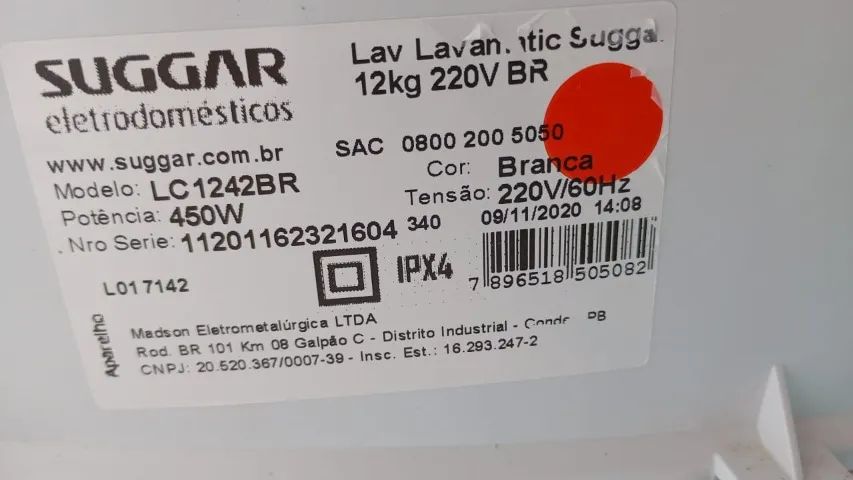 SUGGAR
eletrodomésticos
Lav Sugga
12kg 220V BR
www.suggar.com.br
SAC 0800 200 5050
Modelo: LC1242BR
Cor: Branca
Potência: 450W
Tensão: 220V/60Hz
Nro Serie: 11201162321604 340
09/11/2020 14:08
L017142
IPX4
7 896518 505082
Aparelho
Madson Eletrometalúrgica LTDA
Rod. BR 101 Km 08 Galpão C - Distrito Industrial - PB
CNPJ: 20.520.367/0007-39 - Insc. Est.: 16.293.247-2